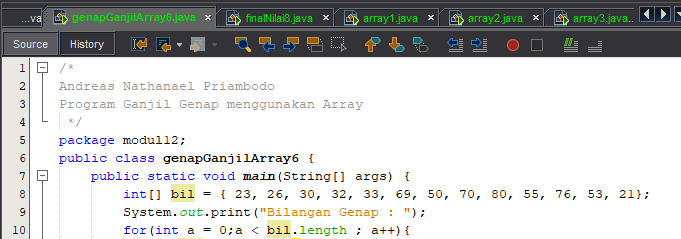 ...va genapGanjilArray6.java finalNilai8.java array1.java array2.java array3.java...
Source History
1 /*
2 Andreas Nathanael Priambodo
3 Program Ganjil Genap menggunakan Array
4 */
5 package modul12;
6 public class genapGanjilArray6 {
7 public static void main(String[] args) {
8 int[] bil = { 23, 26, 30, 32, 33, 69, 50, 70, 80, 55, 76, 53, 21};
9 System.out.print("Bilangan Genap : ");
10 for(int a = 0;a < bil.length ; a++){